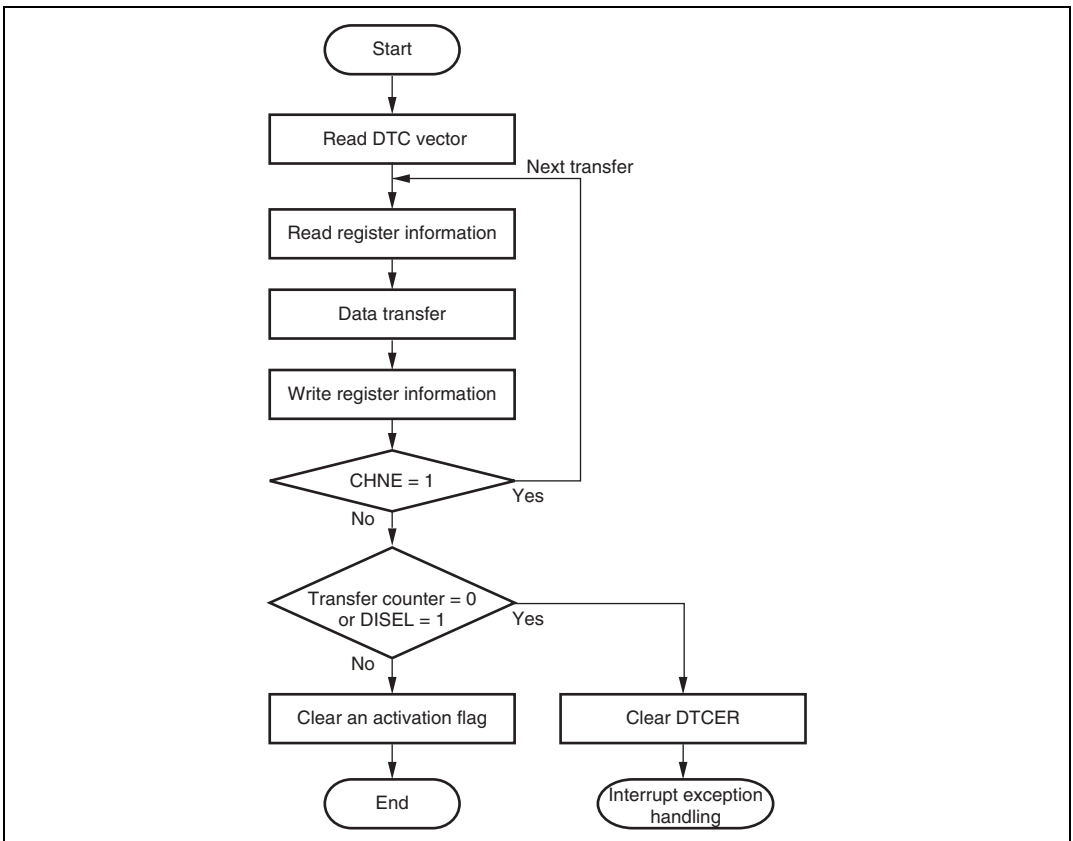 Start
Read DTC vector
Next transfer
Read register information
Data transfer
Write register information
CHNE = 1
Yes
No
Transfer counter = 0
or DISEL = 1
Yes
No
Clear an activation flag
Clear DTCER
End
Interrupt exception
handling